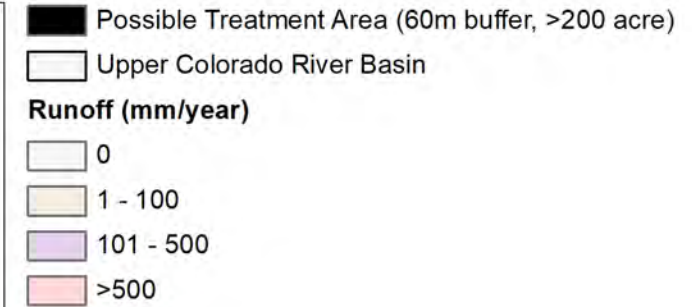 Possible Treatment Area (60m buffer, >200 acre)
Upper Colorado River Basin
Runoff (mm/year)
0
1 - 100
101 - 500
>500